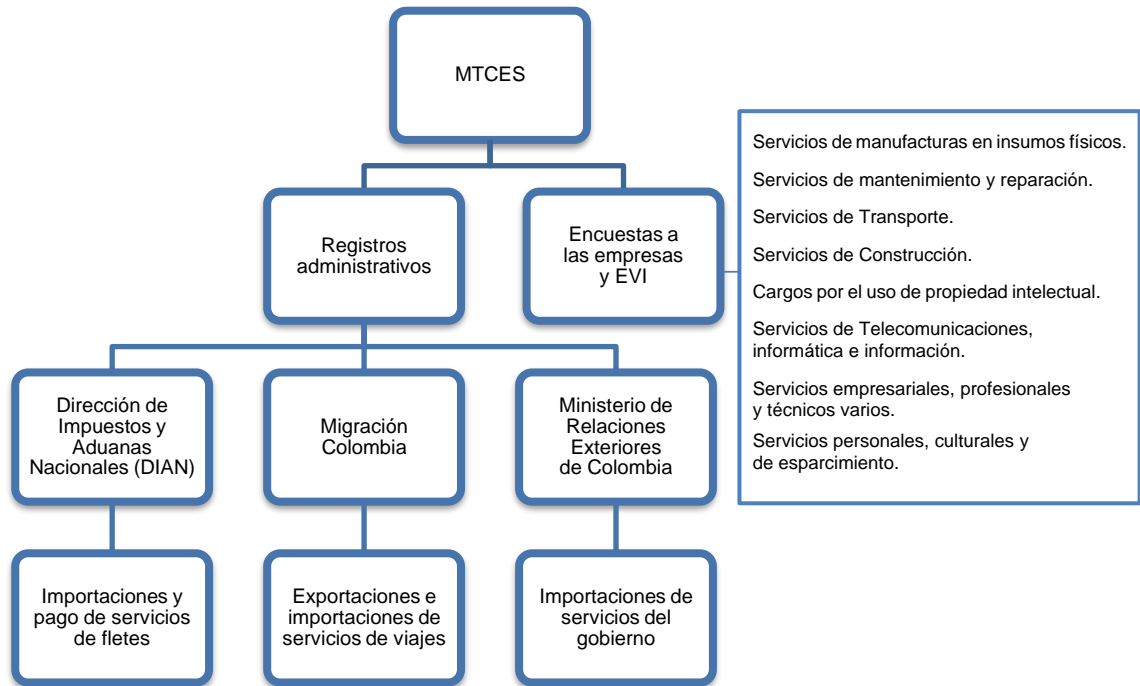 MTCES
Registros
administrativos
Encuestas a
las empresas
y EVI
Servicios de manufacturas en insumos físicos.
Servicios de mantenimiento y reparación.
Servicios de Transporte.
Servicios de Construcción.
Cargos por el uso de propiedad intelectual.
Servicios de Telecomunicaciones,
informática e información.
Servicios empresariales, profesionales
y técnicos varios.
Servicios personales, culturales y
de esparcimiento.
Dirección de
Impuestos y
Aduanas
Nacionales (DIAN)
Migración
Colombia
Ministerio de
Relaciones
Exteriores
de Colombia
Importaciones y
pago de servicios
de fletes
Exportaciones e
importaciones de
servicios de viajes
Importaciones de
servicios del
gobierno